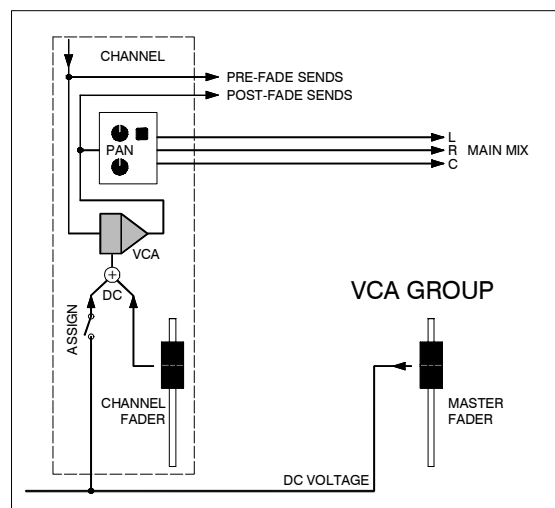 CHANNEL
PRE-FADE SENDS
POST-FADE SENDS
PAN
L
R MAIN MIX
C
VCA
DC
ASSIGN
VCA GROUP
CHANNEL
FADER
MASTER
FADER
DC VOLTAGE